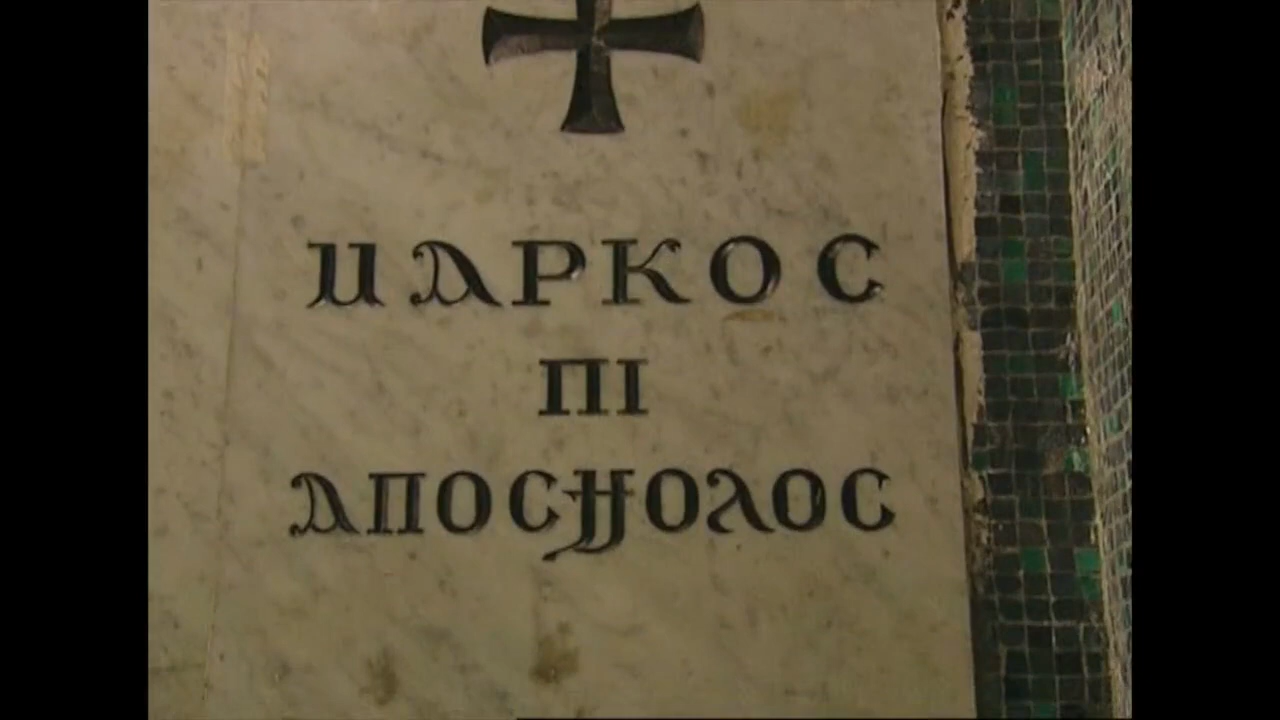 ⲙⲁⲣⲕⲟⲥ
ⲡⲓ
ⲁⲡⲟⲥⲧⲟⲗⲟⲥ